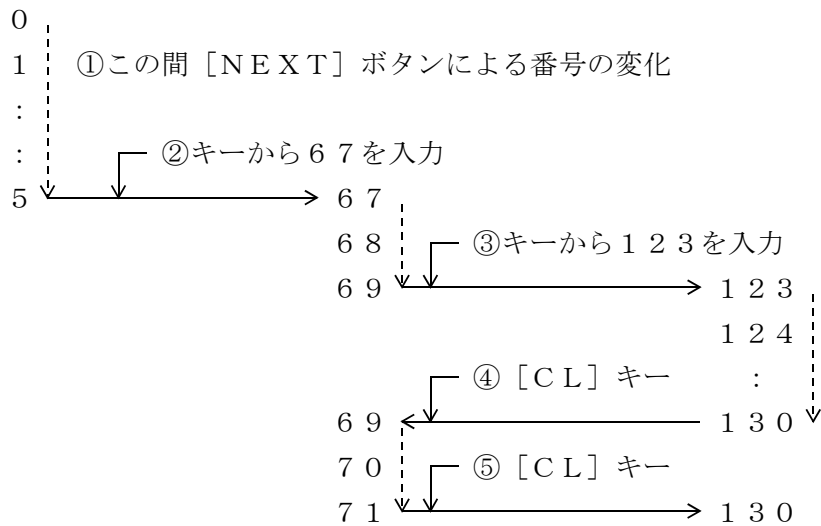 ０
１　①この間［ＮＥＸＴ］ボタンによる番号の変化
：
：　②キーから６７を入力
５　６７
６８　③キーから１２３を入力
６９　１２３
１２４
④［ＣＬ］キー　：
６９　１３０
７０　⑤［ＣＬ］キー
７１　１３０